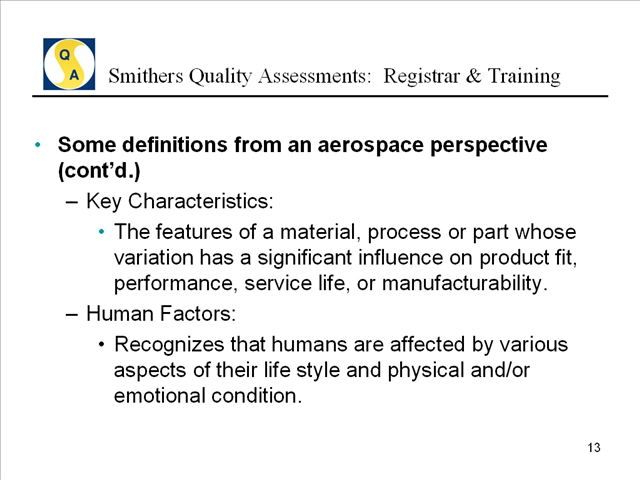 Q
A
Smithers Quality Assessments:  Registrar & Training
• Some definitions from an aerospace perspective
(cont'd.)
– Key Characteristics:
• The features of a material, process or part whose
variation has a significant influence on product fit,
performance, service life, or manufacturability.
– Human Factors:
• Recognizes that humans are affected by various
aspects of their life style and physical and/or
emotional condition.
13